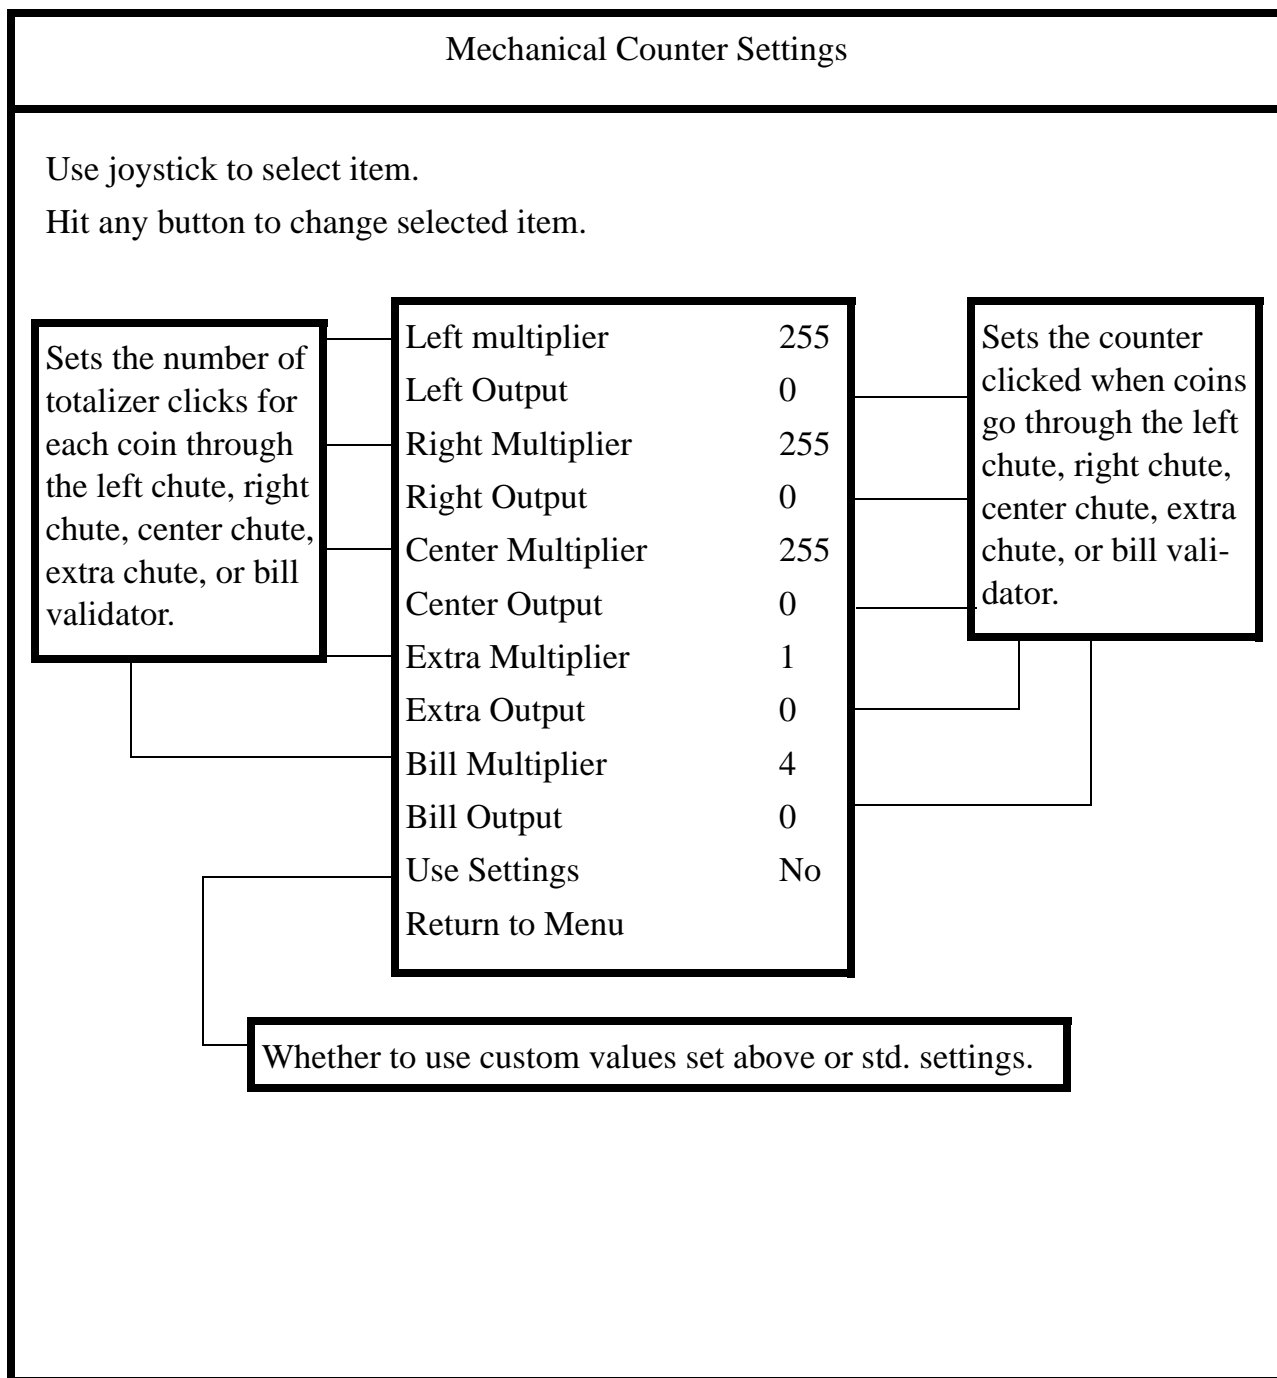 Mechanical Counter Settings
Use joystick to select item.
Hit any button to change selected item.
Sets the number of
totalizer clicks for
each coin through
the left chute, right
chute, center chute,
extra chute, or bill
validator.
Left multiplier 255
Left Output 0
Right Multiplier 255
Right Output 0
Center Multiplier 255
Center Output 0
Extra Multiplier 1
Extra Output 0
Bill Multiplier 4
Bill Output 0
Use Settings No
Return to Menu
Sets the counter
clicked when coins
go through the left
chute, right chute,
center chute, extra
chute, or bill vali-
dator.
Whether to use custom values set above or std. settings.